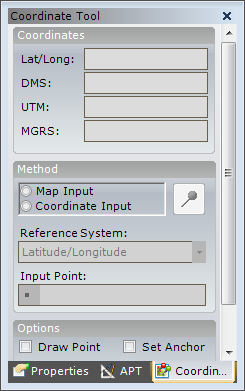 Coordinate Tool
Coordinates
Lat/Long:
DMS:
UTM:
MGRS:
Method
Map Input
Coordinate Input
Reference System:
Latitude/Longitude
Input Point:
Options
Draw Point Set Anchor
Properties APT Coordin...